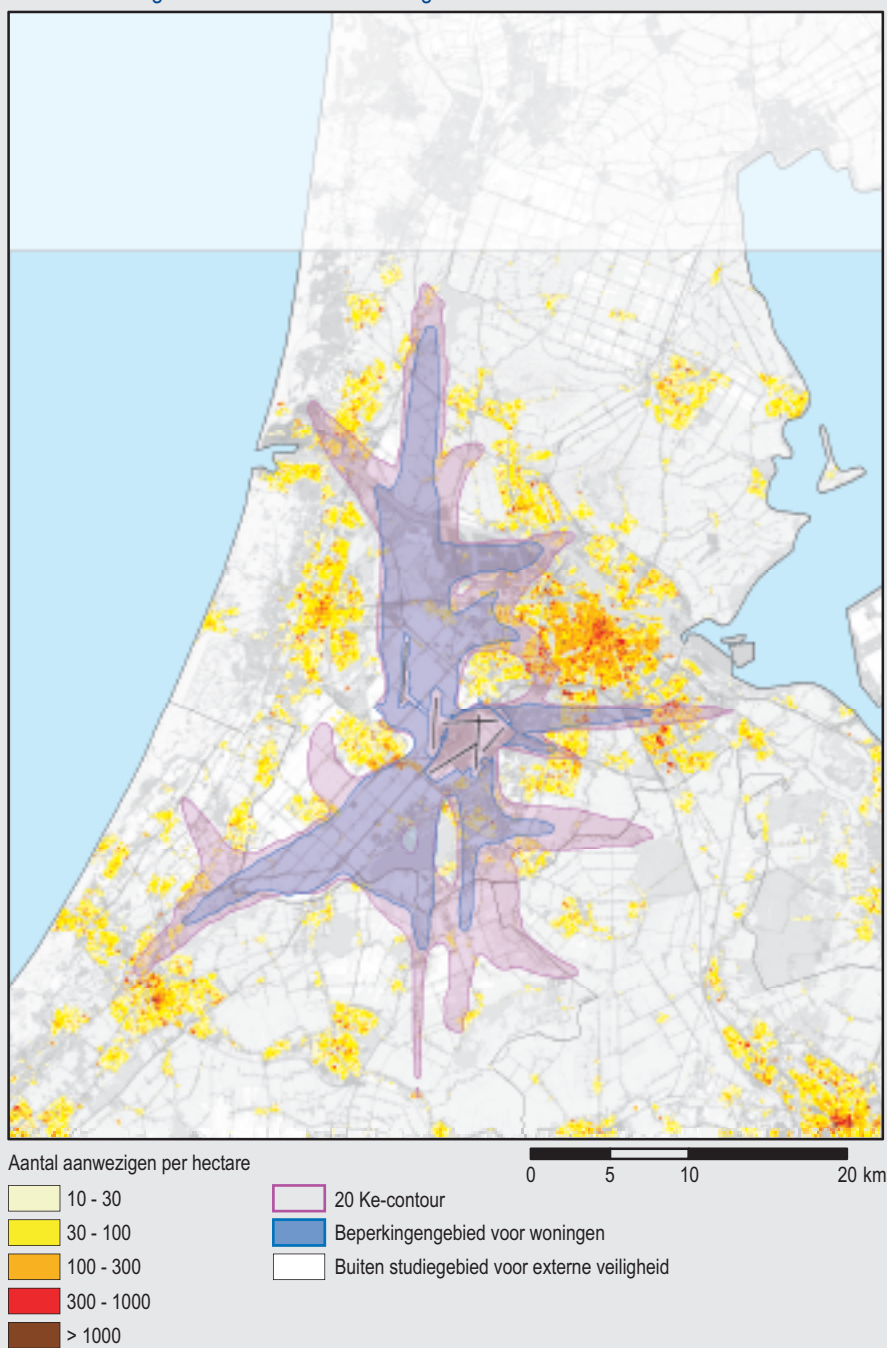 Aantal aanwezigen per hectare
0 5 10 20 km
10 - 30
30 - 100
100 - 300
300 - 1000
> 1000
20 Ke-contour
Beperkingengebied voor woningen
Buiten studiegebied voor externe veiligheid